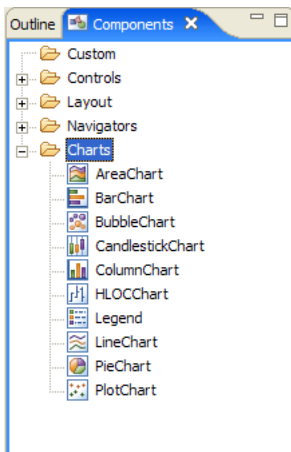 Outline Components
Custom
Controls
Layout
Navigators
Charts
AreaChart
BarChart
BubbleChart
CandlestickChart
ColumnChart
HLOCChart
Legend
LineChart
PieChart
PlotChart